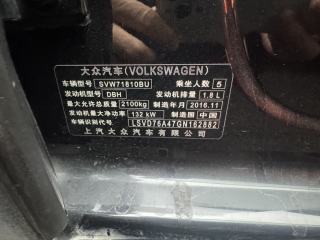 大众汽车(VOLKSWAGEN)
车辆型号 SVW71810BU 乘坐人数 5
发动机型号 DBH 发动机排量 1.8 L
最大允许总质量 2100kg 制造年月 2016.11
发动机最大净功率 132 kW 制造国 中国
车辆识别代号 LSVD76A47GN182882
上汽大众汽车有限公司